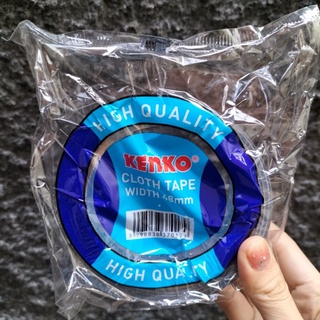 HIGH QUALITY
KENKO®
CLOTH TAPE
WIDTH 48mm
HIGH QUALITY